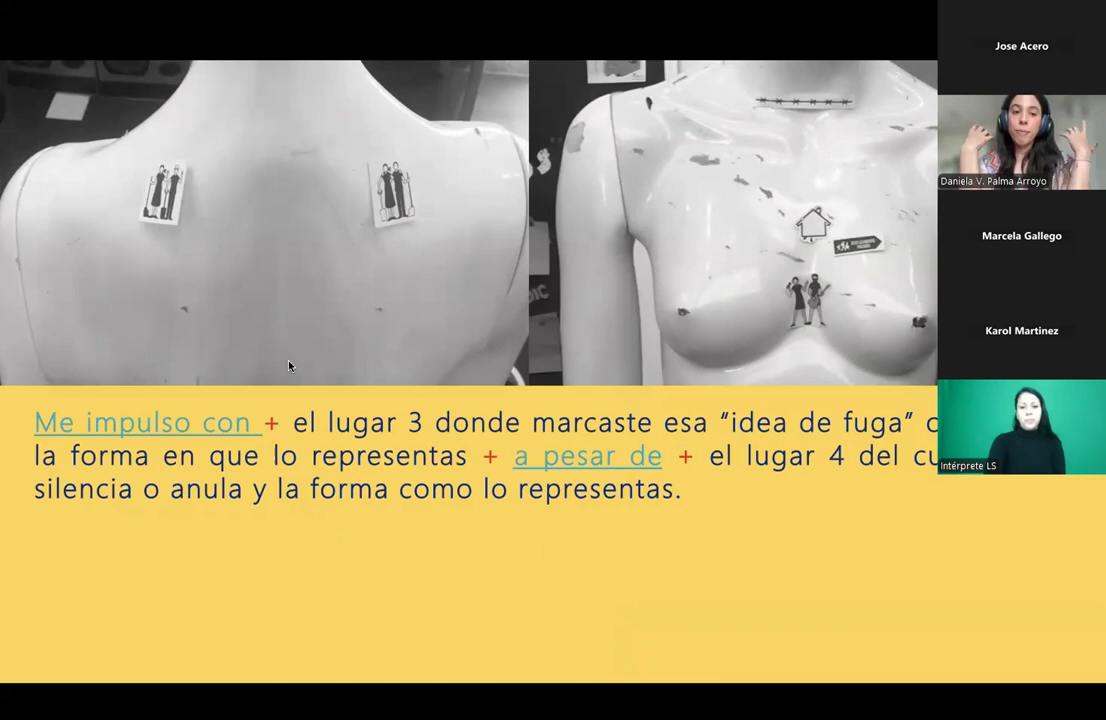 Jose Acero
Daniela V. Palma Arroyo
Marcela Gallego
Karol Martinez
Intérprete LS
Me impulso con + el lugar 3 donde marcaste esa “idea de fuga”
la forma en que lo representas + a pesar de + el lugar 4 del
silencia o anula y la forma como lo representas.